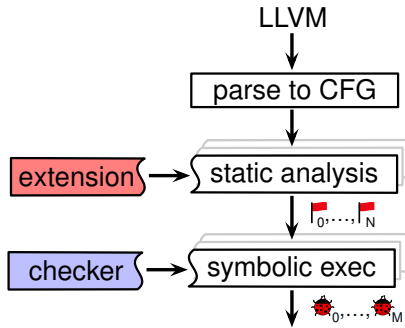 LLVM
parse to CFG
extension
static analysis
0,...,N
checker
symbolic exec
0,...,M